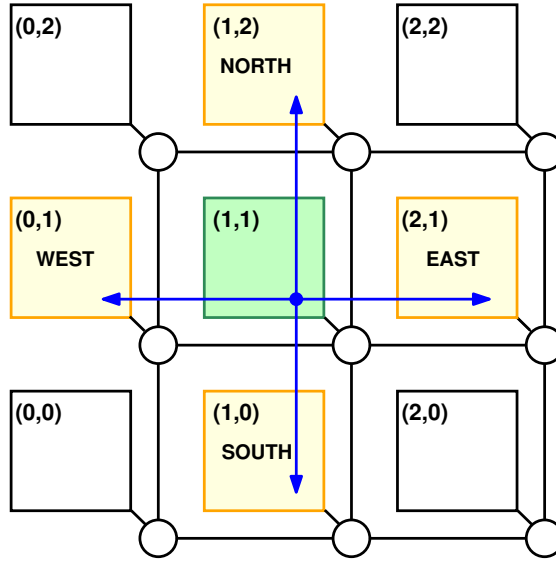 (0,2)
(1,2)
NORTH
(2,2)
(0,1)
WEST
(1,1)
(2,1)
EAST
(0,0)
(1,0)
SOUTH
(2,0)